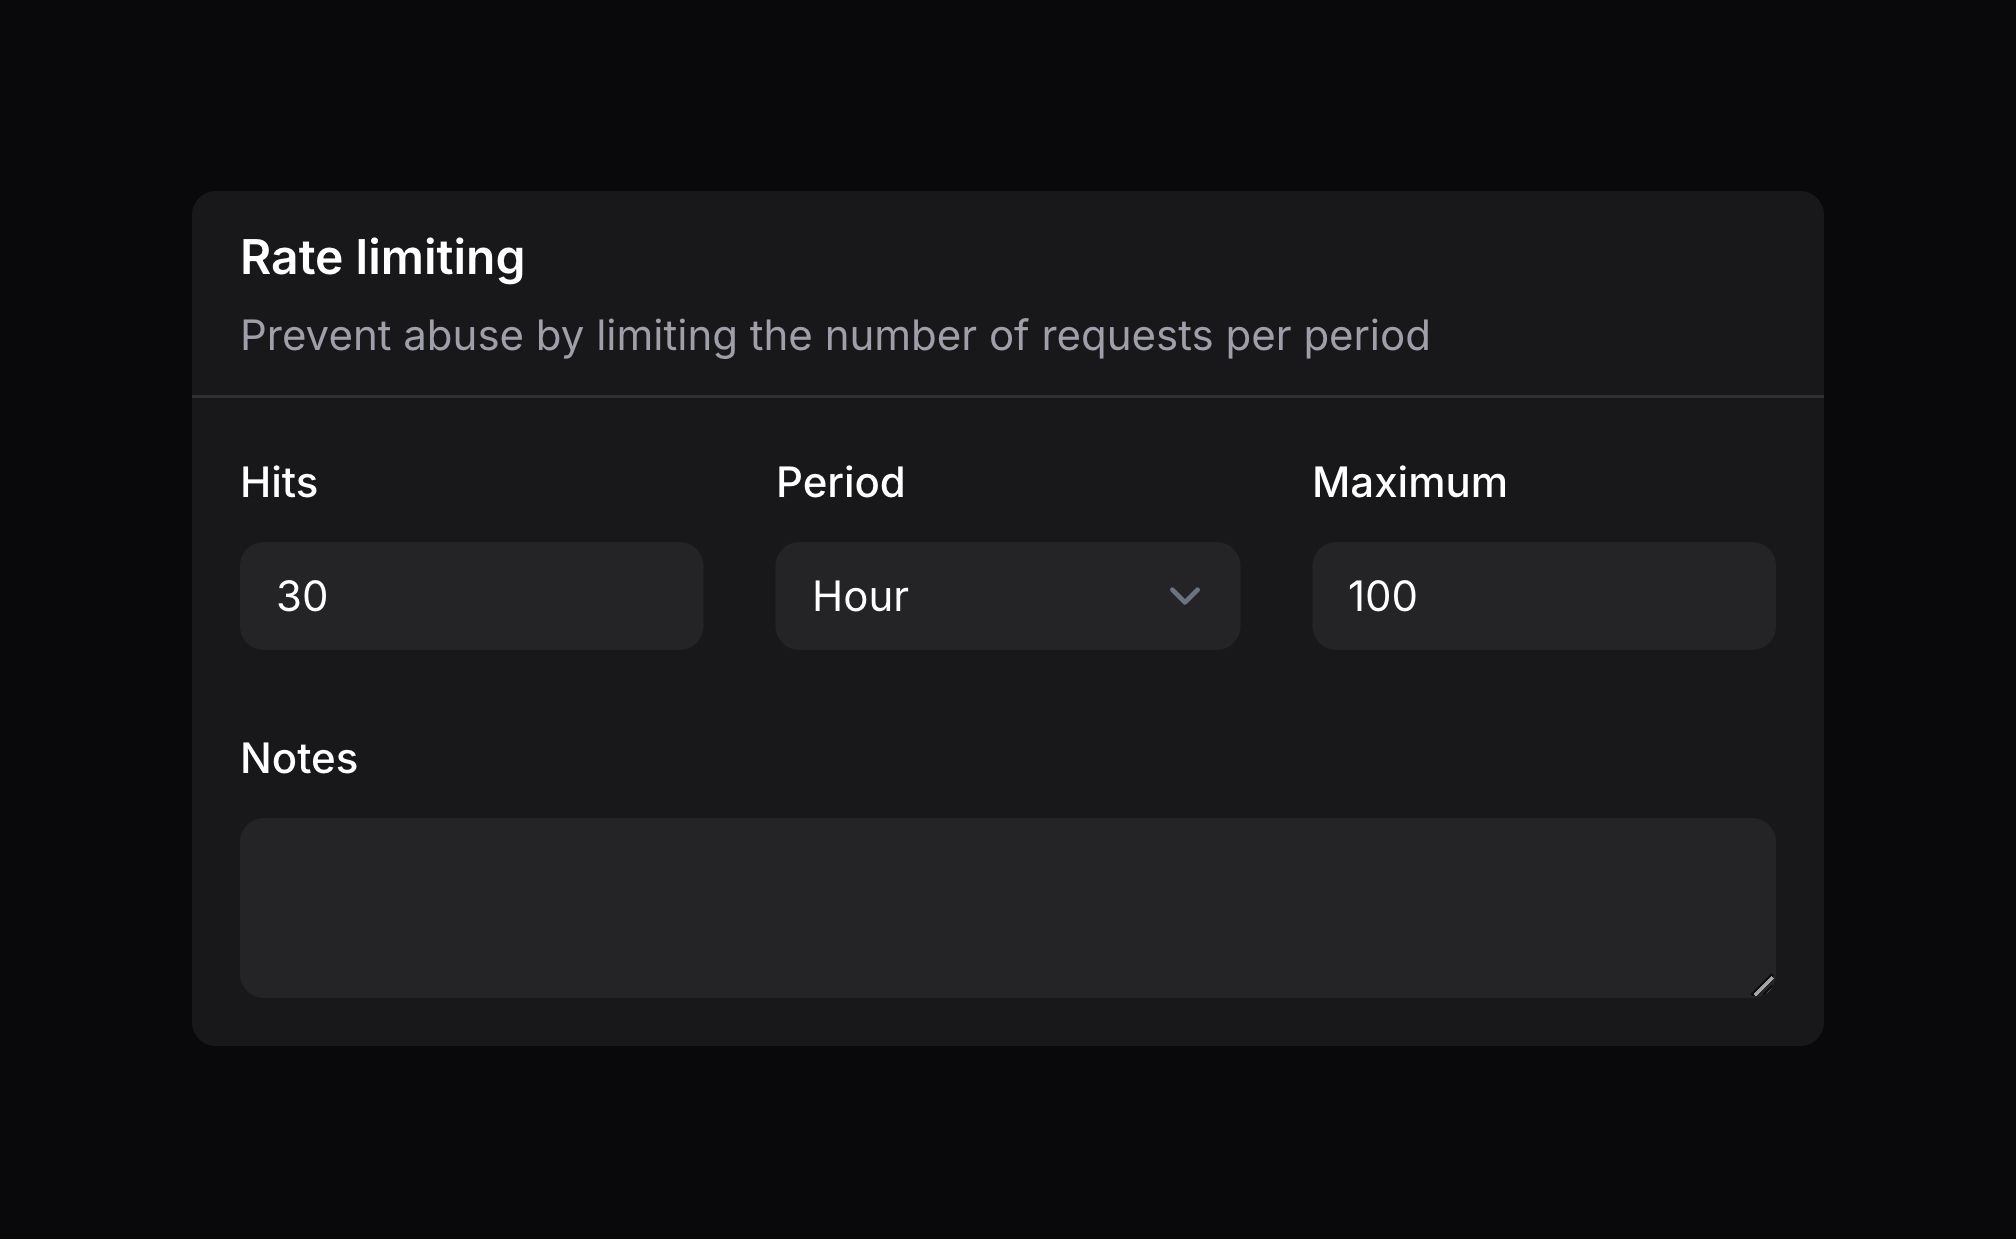 Rate limiting
Prevent abuse by limiting the number of requests per period
Hits Period Maximum
30 Hour 100
Notes